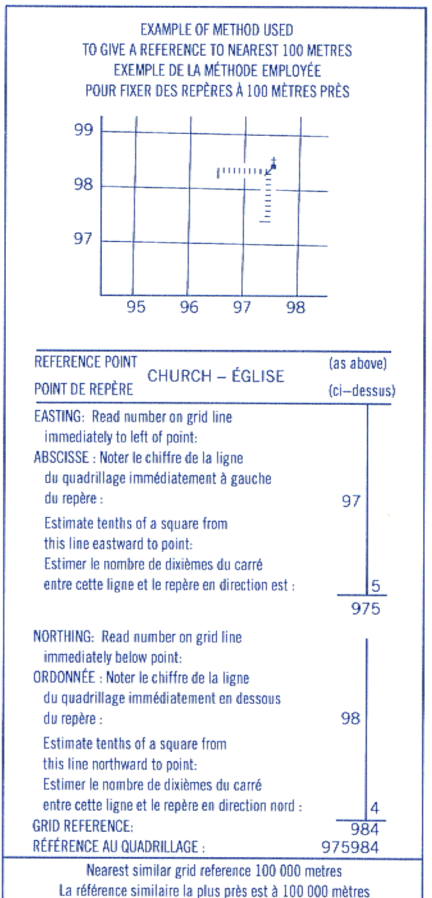 EXAMPLE OF METHOD USED
TO GIVE A REFERENCE TO NEAREST 100 METRES
EXEMPLE DE LA MÉTHODE EMPLOYÉE
POUR FIXER DES REPÈRES À 100 MÈTRES PRÈS
99
98
97
95 96 97 98
REFERENCE POINT
POINT DE REPÈRE
CHURCH – ÉGLISE
(as above)
(ci–dessus)
EASTING: Read number on grid line
immediately to left of point:
ABSCISSE : Noter le chiffre de la ligne
du quadrillage immédiatement à gauche
du repère : 97
Estimate tenths of a square from
this line eastward to point:
Estimer le nombre de dixièmes du carré
entre cette ligne et le repère en direction est : 5
975
NORTHING: Read number on grid line
immediately below point:
ORDONNÉE : Noter le chiffre de la ligne
du quadrillage immédiatement en dessous
du repère : 98
Estimate tenths of a square from
this line northward to point:
Estimer le nombre de dixièmes du carré
entre cette ligne et le repère en direction nord : 4
GRID REFERENCE: 984
RÉFÉRENCE AU QUADRILLAGE : 975984
Nearest similar grid reference 100 000 metres
La référence similaire la plus près est à 100 000 mètres